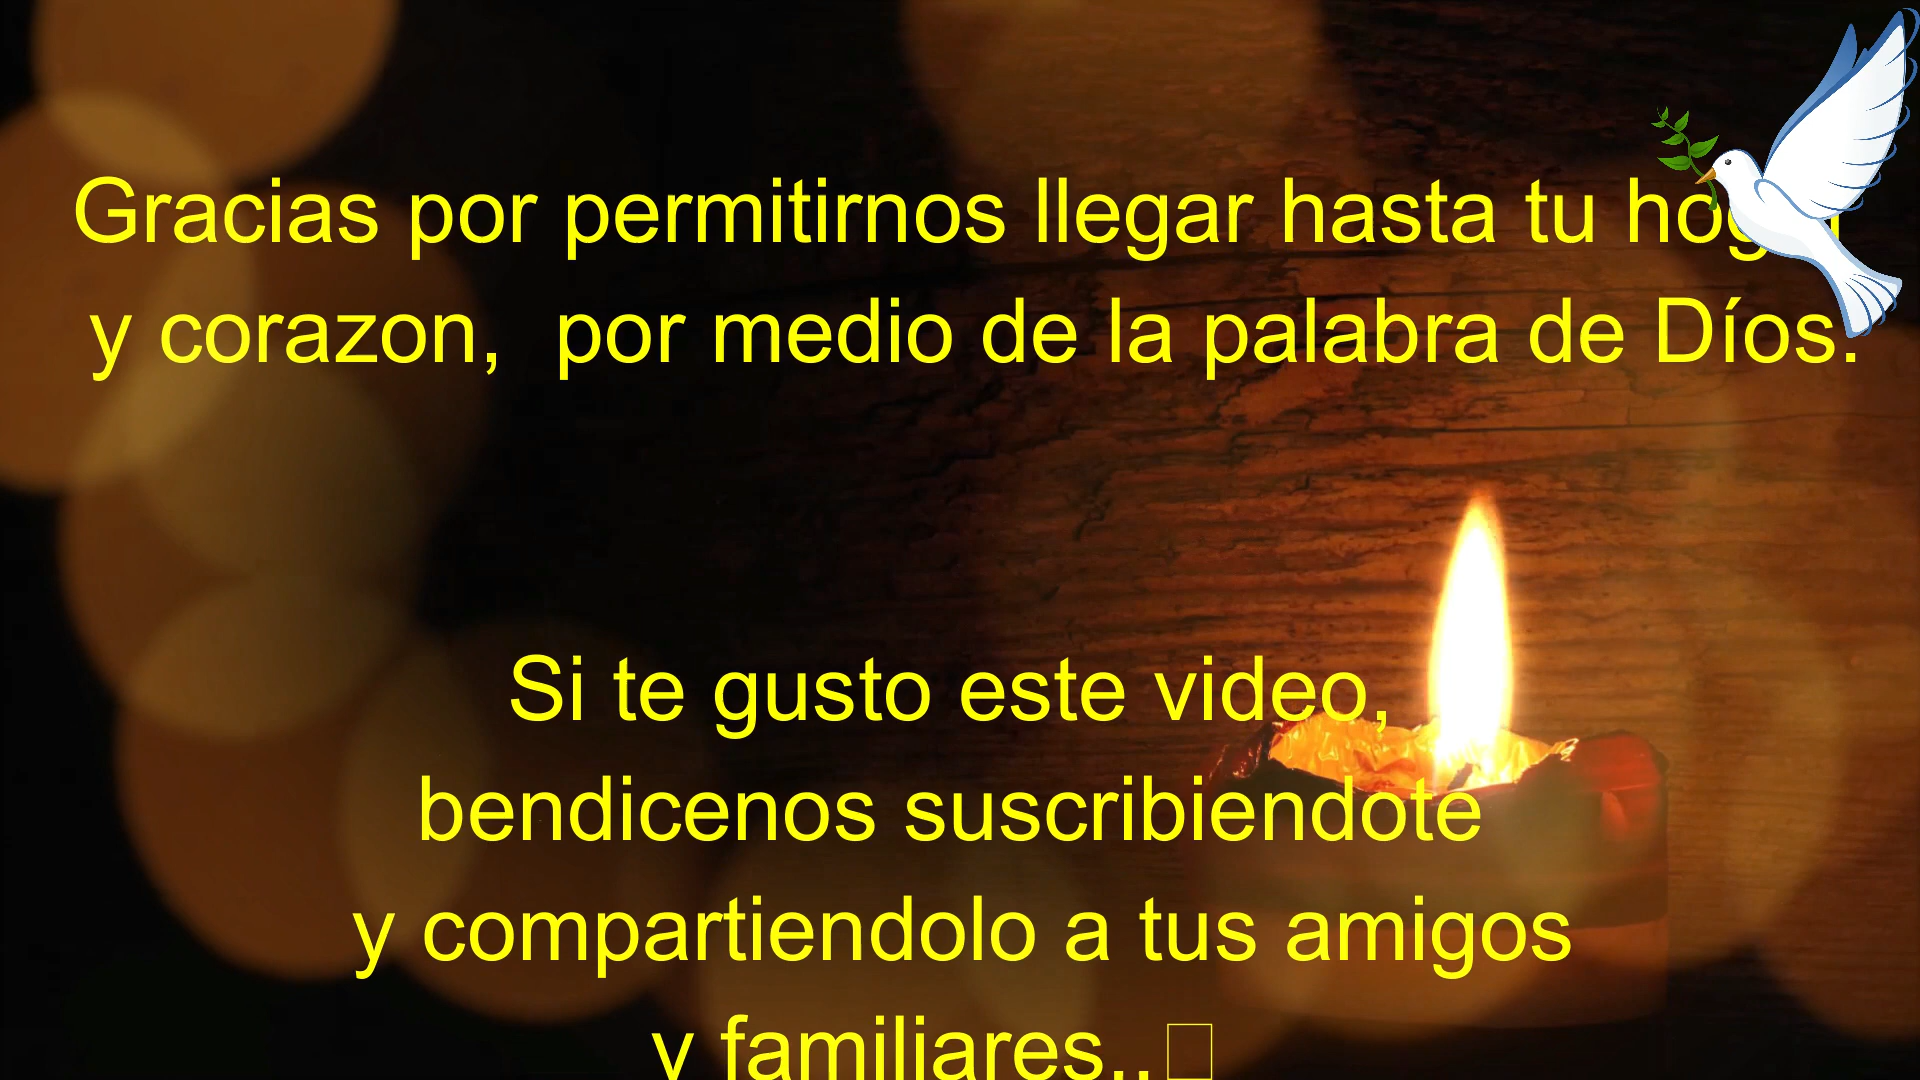 Gracias por permitirnos llegar hasta tu hogar
y corazon, por medio de la palabra de Díos.
Si te gusto este video,
bendicenos suscribiendote
y compartiendolo a tus amigos
y familiares..